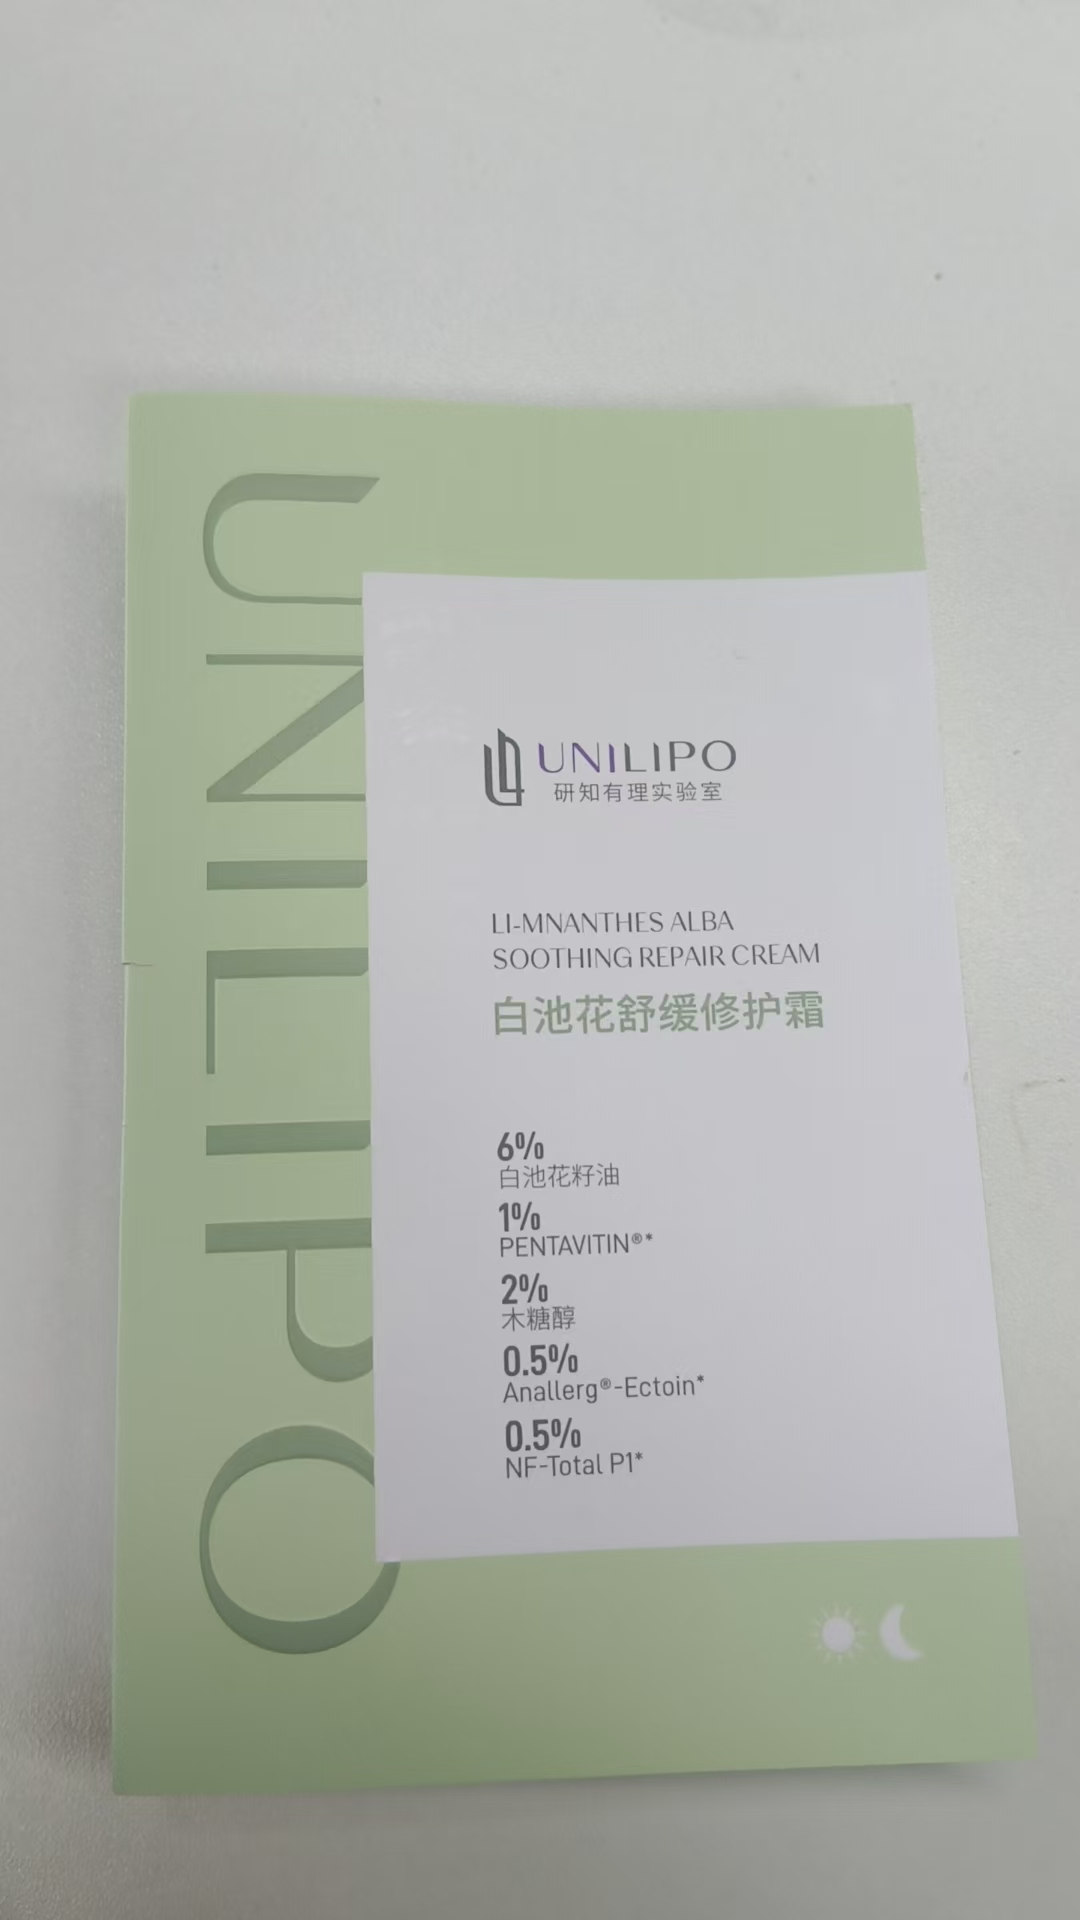 UNILIPO
UNILIPO
研知有理实验室
LI-MNANTHES ALBA
SOOTHING REPAIR CREAM
白池花舒缓修护霜
6%
白池花籽油
1%
PENTAVITIN®*
2%
木糖醇
0.5%
Anallerg®-Ectoin*
0.5%
NF-Total P1*